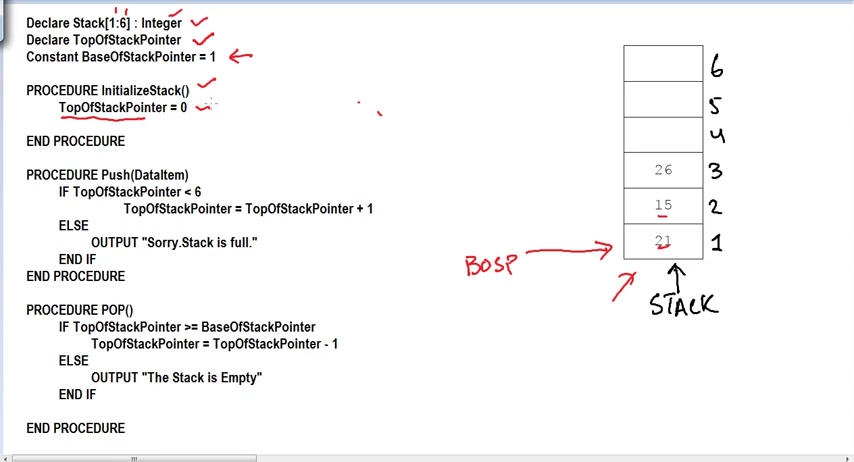 Declare Stack[1:6] : Integer
Declare TopOfStackPointer
Constant BaseOfStackPointer = 1
PROCEDURE InitializeStack()
TopOfStackPointer = 0
END PROCEDURE
PROCEDURE Push(DataItem)
IF TopOfStackPointer < 6
TopOfStackPointer = TopOfStackPointer + 1
ELSE
OUTPUT "Sorry.Stack is full."
END IF
END PROCEDURE
PROCEDURE POP()
IF TopOfStackPointer >= BaseOfStackPointer
TopOfStackPointer = TopOfStackPointer - 1
ELSE
OUTPUT "The Stack is Empty"
END IF
END PROCEDURE
6
5
4
26 3
15 2
21 1
BOSP
STACK